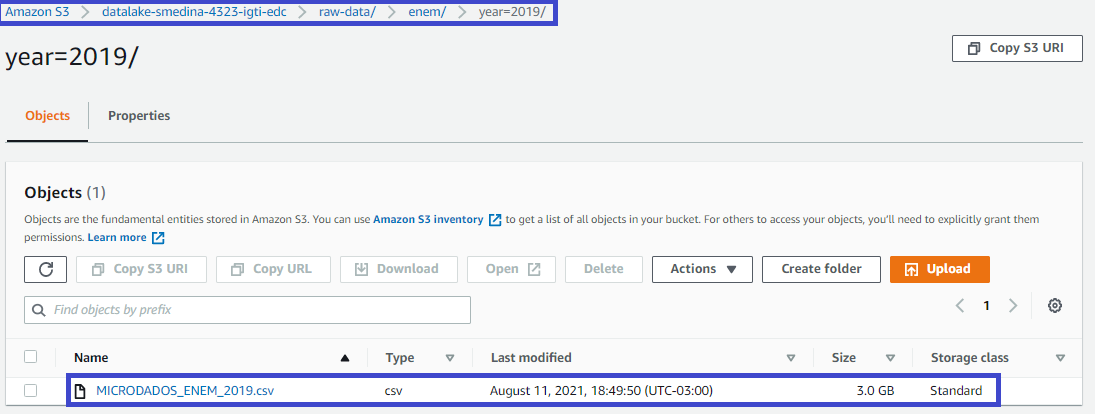 Amazon S3 > datalake-smedina-4323-igti-edc > raw-data/ > enem/ > year=2019/
year=2019/
Copy S3 URI
Objects Properties
Objects (1)
Objects are the fundamental entities stored in Amazon S3. You can use Amazon S3 inventory to get a list of all objects in your bucket. For others to access your objects, you'll need to explicitly grant them
permissions. Learn more
Copy S3 URI Copy URL Download Open Delete Actions Create folder Upload
Find objects by prefix
1
Name Type Last modified Size Storage class
MICRODADOS_ENEM_2019.csv csv August 11, 2021, 18:49:50 (UTC-03:00) 3.0 GB Standard